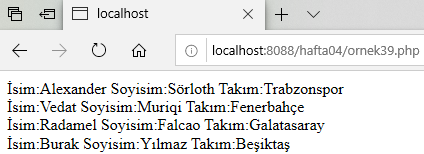 localhost
localhost:8088/hafta04/ornek39.php
İsim:Alexander Soyisim:Sörloth Takım:Trabzonspor
İsim:Vedat Soyisim:Muriqi Takım:Fenerbahçe
İsim:Radamel Soyisim:Falcao Takım:Galatasaray
İsim:Burak Soyisim:Yılmaz Takım:Beşiktaş